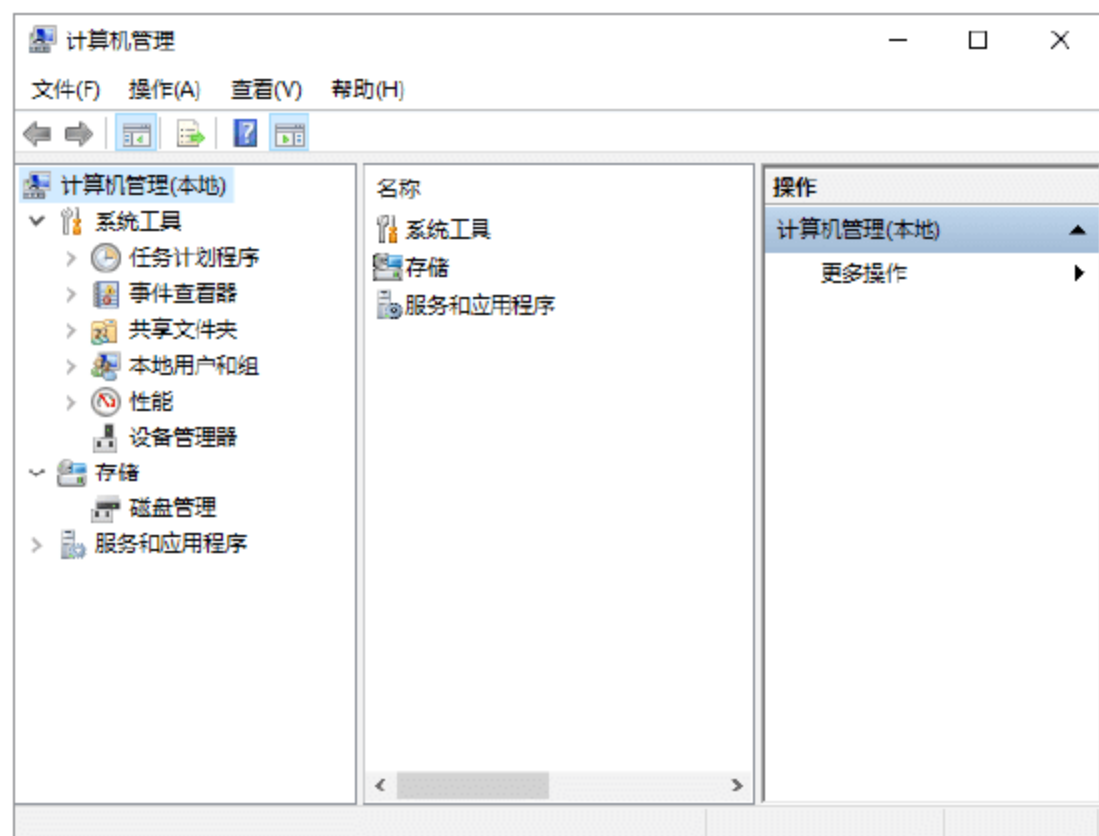 计算机管理
文件(F) 操作(A) 查看(V) 帮助(H)
计算机管理(本地)
系统工具
任务计划程序
事件查看器
共享文件夹
本地用户和组
性能
设备管理器
存储
磁盘管理
服务和应用程序
名称
系统工具
存储
服务和应用程序
操作
计算机管理(本地)
更多操作